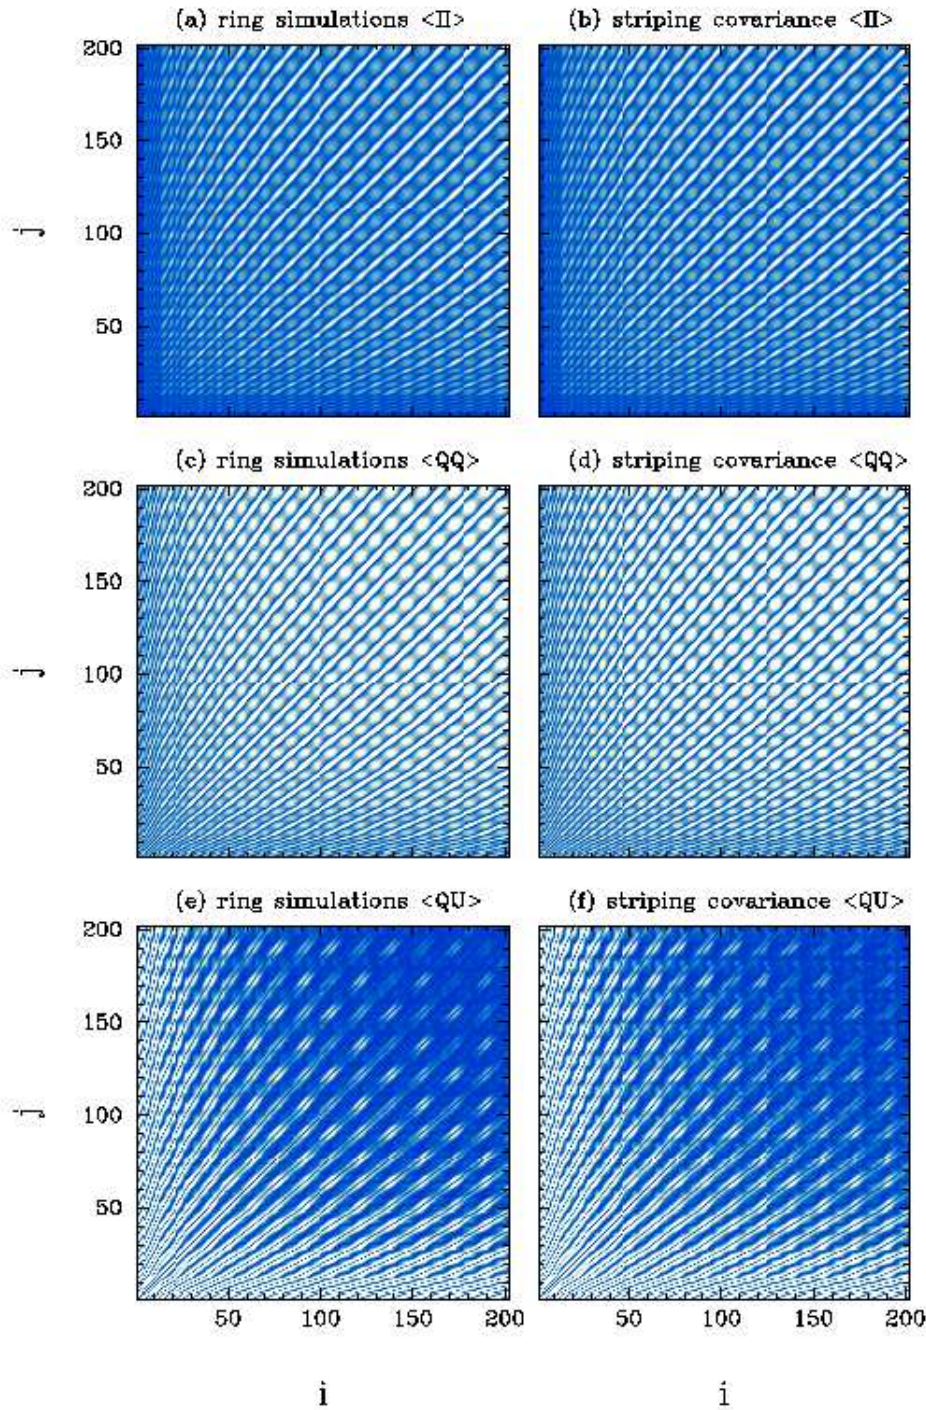 (a) ring simulations <II>
(b) striping covariance <II>
200
150
100
50
j
(c) ring simulations <QQ>
(d) striping covariance <QQ>
200
150
100
50
j
(e) ring simulations <QU>
(f) striping covariance <QU>
200
150
100
50
j
50 100 150 200
50 100 150 200
i
i